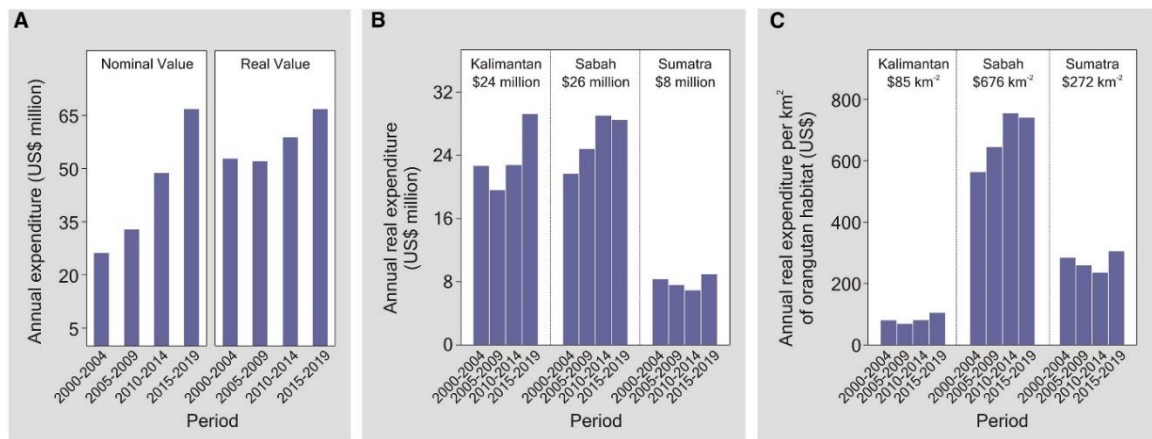 A
Nominal Value
Real Value
Annual expenditure (US$ million)
65
50
35
20
5
2000-2004
2005-2009
2010-2014
2015-2019
2000-2004
2005-2009
2010-2014
2015-2019
Period
B
Kalimantan
$24 million
Sabah
$26 million
Sumatra
$8 million
Annual real expenditure
(US$ million)
32
24
16
8
0
2000-2004
2005-2009
2010-2014
2015-2019
2000-2004
2005-2009
2010-2014
2015-2019
2000-2004
2005-2009
2010-2014
2015-2019
Period
C
Kalimantan
$85 km⁻²
Sabah
$676 km⁻²
Sumatra
$272 km⁻²
Annual real expenditure per km²
of orangutan habitat (US$)
800
600
400
200
0
2000-2004
2005-2009
2010-2014
2015-2019
2000-2004
2005-2009
2010-2014
2015-2019
2000-2004
2005-2009
2010-2014
2015-2019
Period